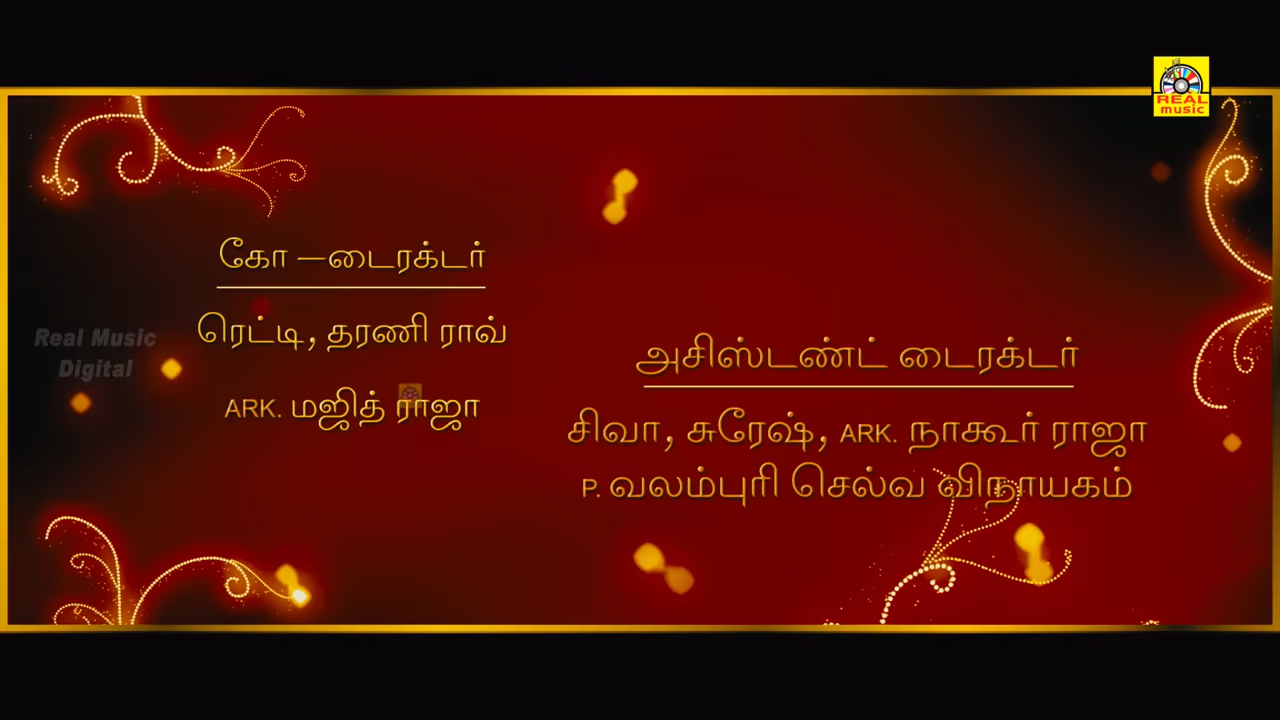 REAL
music
கோ –டைரக்டர்
ரெட்டி, தரணி ராவ்
ARK. மஜித் ராஜா
Real Music
Digital
அசிஸ்டண்ட் டைரக்டர்
சிவா, சுரேஷ், ARK. நாகூர் ராஜா
P. வலம்புரி செல்வ விநாயகம்